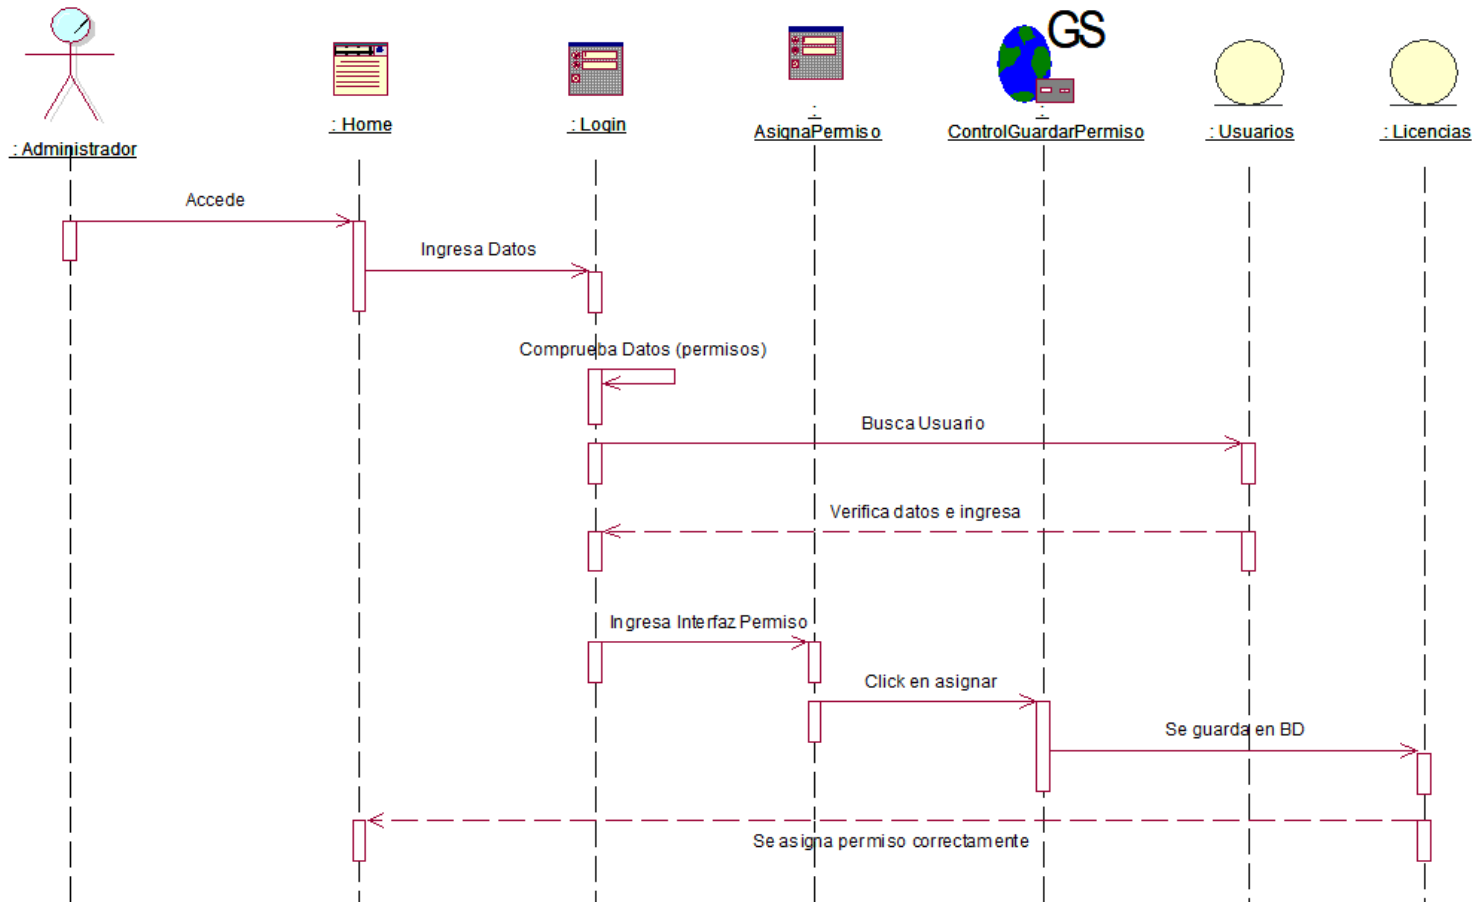 GS
: Administrador
: Home
: Login
:
AsignaPermiso
:
ControlGuardarPermiso
: Usuarios
: Licencias
Accede
Ingresa Datos
Comprueba Datos (permisos)
Busca Usuario
Verifica datos e ingresa
Ingresa Interfaz Permiso
Click en asignar
Se guarda en BD
Se asigna permiso correctamente